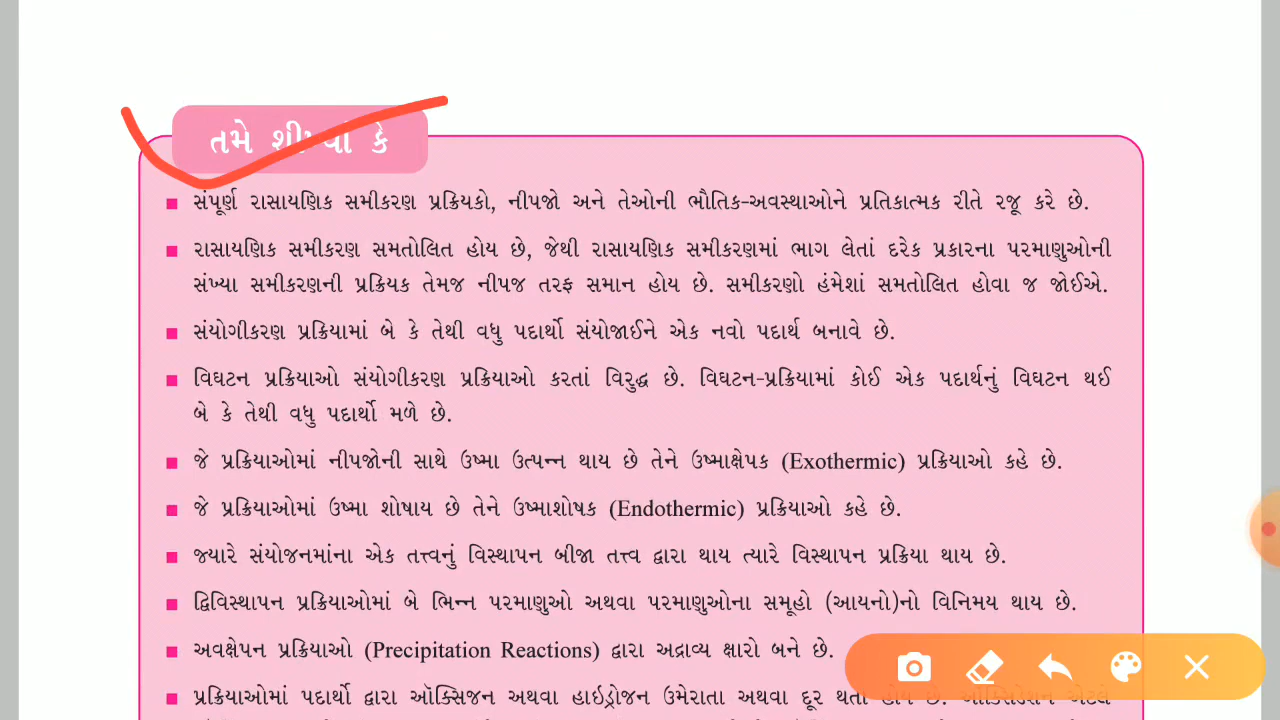 તમે શીખ્યાં કે
સંપૂર્ણ રાસાયણિક સમીકરણ પ્રક્રિયકો, નીપજો અને તેઓની ભૌતિક-અવસ્થાઓને પ્રતિકાત્મક રીતે રજૂ કરે છે.
રાસાયણિક સમીકરણ સમતોલિત હોય છે, જેથી રાસાયણિક સમીકરણમાં ભાગ લેતાં દરેક પ્રકારના પરમાણુઓની
સંખ્યા સમીકરણની પ્રક્રિયક તેમજ નીપજ તરફ સમાન હોય છે. સમીકરણો હંમેશાં સમતોલિત હોવા જ જોઈએ.
સંયોગીકરણ પ્રક્રિયામાં બે કે તેથી વધુ પદાર્થો સંયોજાઈને એક નવો પદાર્થ બનાવે છે.
વિઘટન પ્રક્રિયાઓ સંયોગીકરણ પ્રક્રિયાઓ કરતાં વિરુદ્ધ છે. વિઘટન-પ્રક્રિયામાં કોઈ એક પદાર્થનું વિઘટન થઈ
બે કે તેથી વધુ પદાર્થો મળે છે.
જે પ્રક્રિયાઓમાં નીપજોની સાથે ઉષ્મા ઉત્પન્ન થાય છે તેને ઉષ્માક્ષેપક (Exothermic) પ્રક્રિયાઓ કહે છે.
જે પ્રક્રિયાઓમાં ઉષ્મા શોષાય છે તેને ઉષ્માશોષક (Endothermic) પ્રક્રિયાઓ કહે છે.
જ્યારે સંયોજનમાંના એક તત્ત્વનું વિસ્થાપન બીજા તત્ત્વ દ્વારા થાય ત્યારે વિસ્થાપન પ્રક્રિયા થાય છે.
દ્વિવિસ્થાપન પ્રક્રિયાઓમાં બે ભિન્ન પરમાણુઓ અથવા પરમાણુઓના સમૂહો (આયનો)નો વિનિમય થાય છે.
અવક્ષેપન પ્રક્રિયાઓ (Precipitation Reactions) દ્વારા અદ્રાવ્ય ક્ષારો બને છે.
પ્રક્રિયાઓમાં પદાર્થો દ્વારા ઑક્સિજન અથવા હાઇડ્રોજન ઉમેરાતા અથવા દૂર થતા હોય છે.